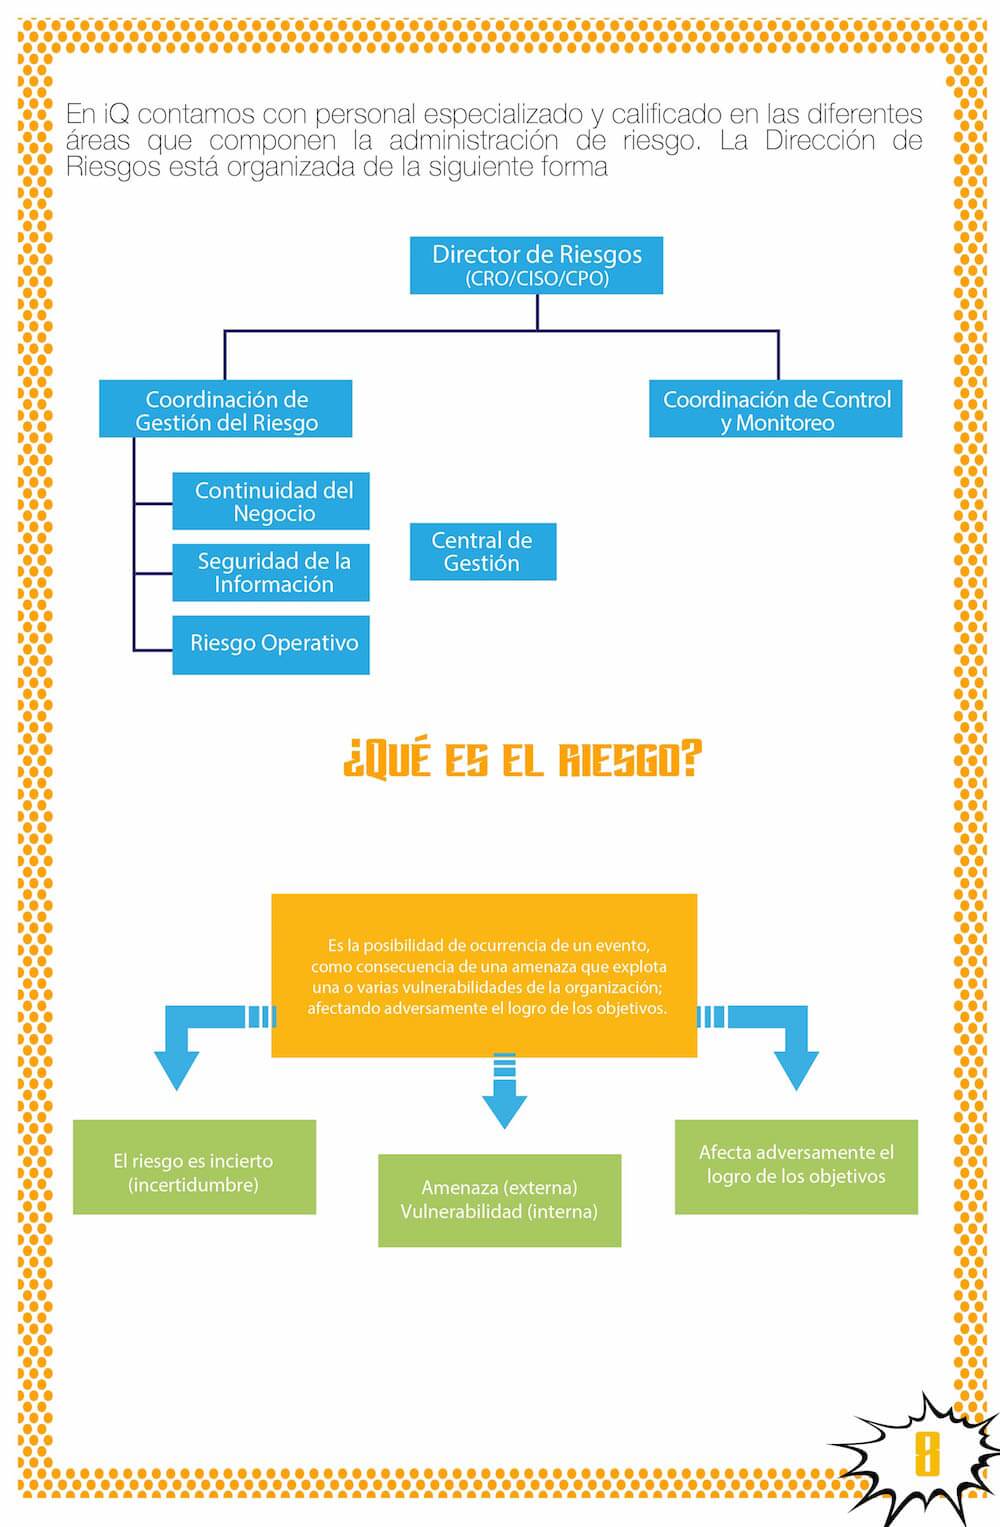 En iQ contamos con personal especializado y calificado en las diferentes
áreas que componen la administración de riesgo. La Dirección de
Riesgos está organizada de la siguiente forma
Director de Riesgos
(CRO/CISO/CPO)
Coordinación de
Gestión del Riesgo
Coordinación de Control
y Monitoreo
Continuidad del
Negocio
Seguridad de la
Información
Riesgo Operativo
Central de
Gestión
¿QUÉ ES EL RIESGO?
Es la posibilidad de ocurrencia de un evento,
como consecuencia de una amenaza que explota
una o varias vulnerabilidades de la organización;
afectando adversamente el logro de los objetivos.
El riesgo es incierto
(incertidumbre)
Amenaza (externa)
Vulnerabilidad (interna)
Afecta adversamente el
logro de los objetivos
8